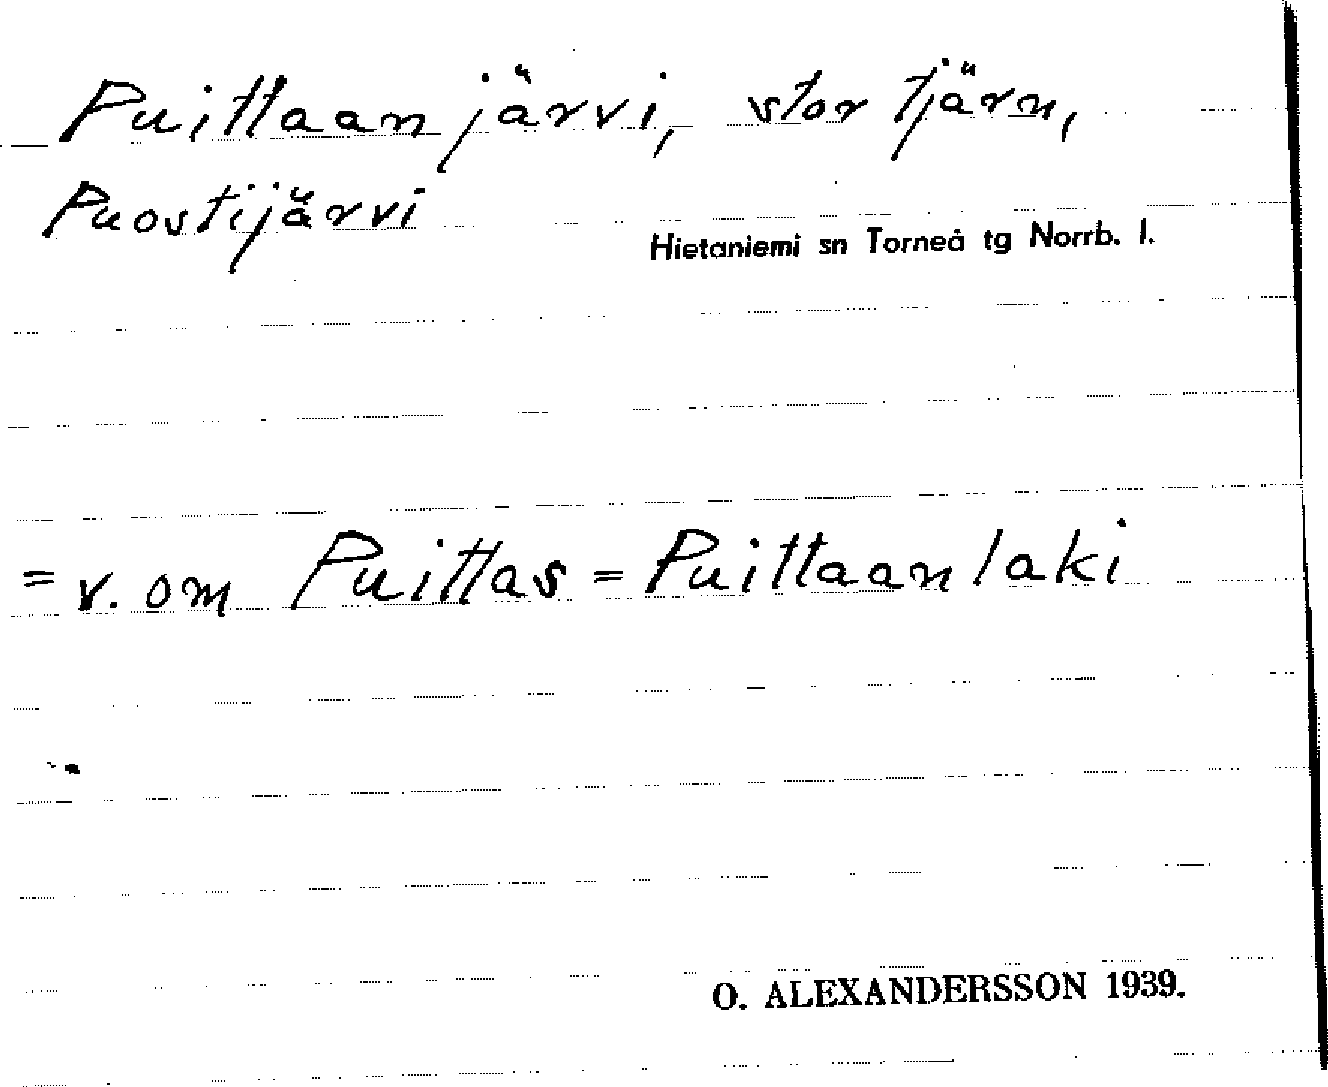 Puittaanjärvi, stor tjärn,
Puostijärvi
Hietaniemi sn Torneå tg Norrb. l.
= v. om Puittas = Puittaanlaki
O. ALEXANDERSSON 1939.